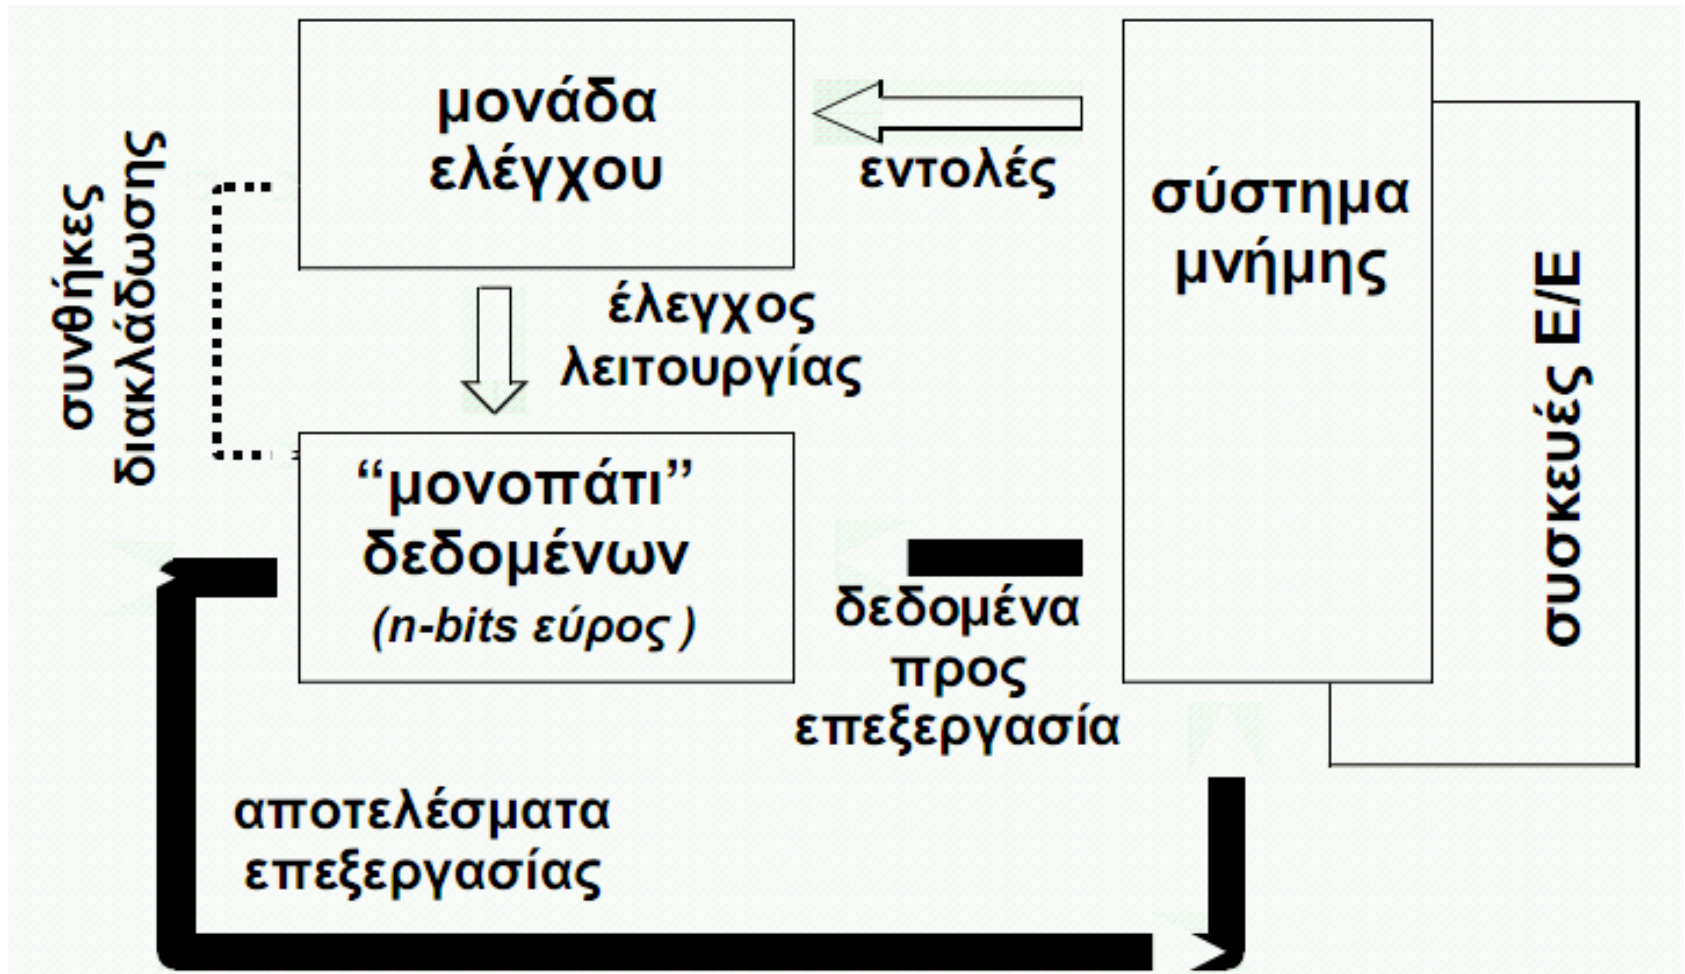 μονάδα
ελέγχου
εντολές
σύστημα
μνήμης
συσκευές Ε/Ε
συνθήκες
διακλάδωσης
έλεγχος
λειτουργίας
“μονοπάτι”
δεδομένων
(n-bits εύρος )
δεδομένα
προς
επεξεργασία
αποτελέσματα
επεξεργασίας